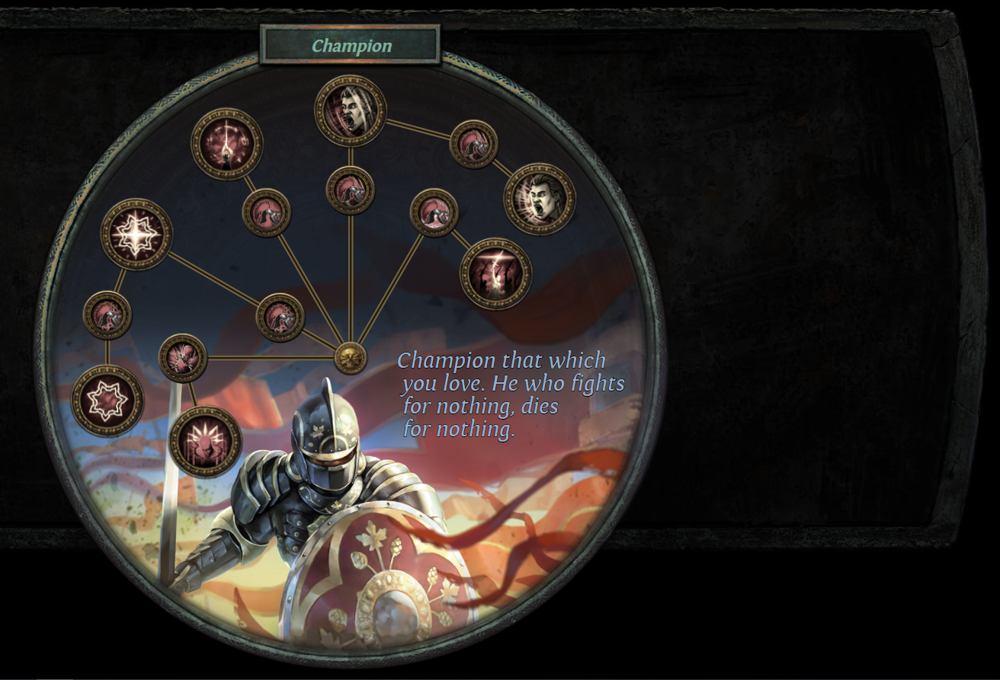 Champion
Champion that which
you love. He who fights
for nothing, dies
for nothing.